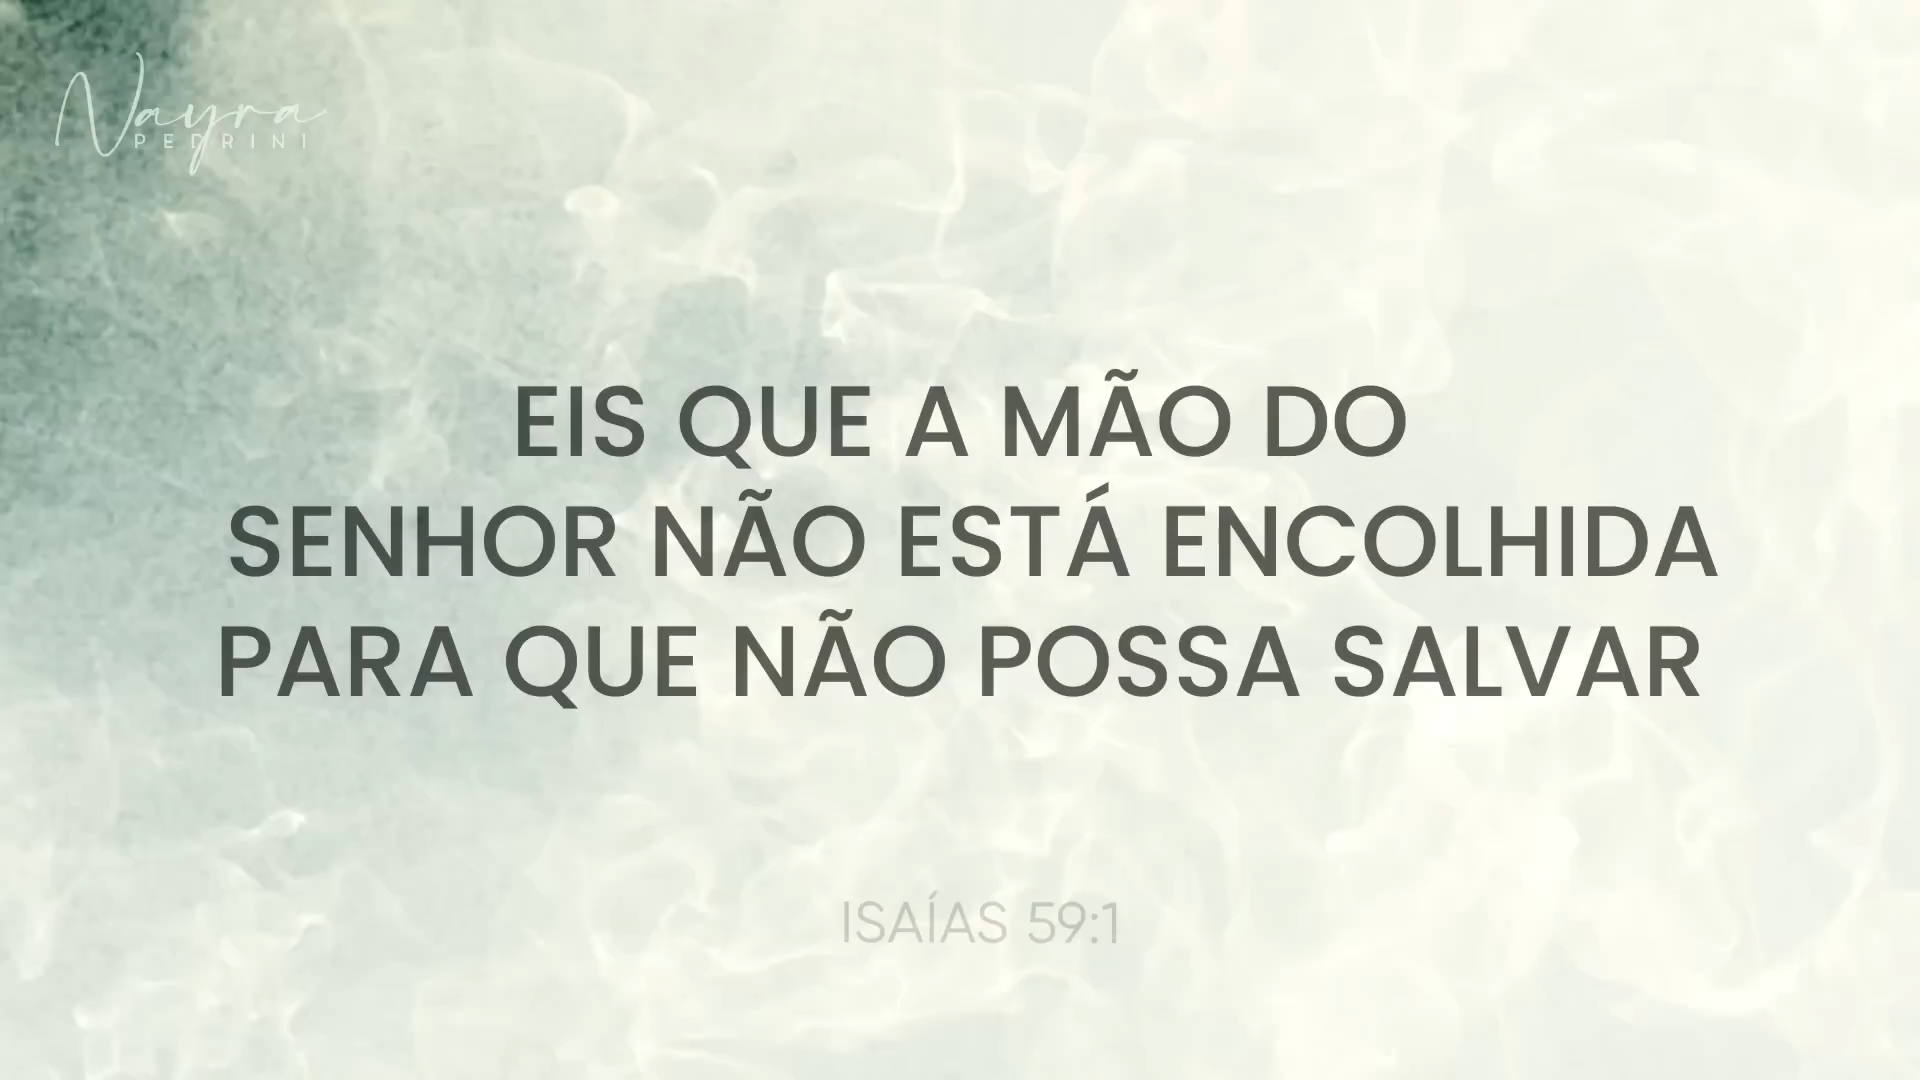 Nayra
PEDRINI
EIS QUE A MÃO DO
SENHOR NÃO ESTÁ ENCOLHIDA
PARA QUE NÃO POSSA SALVAR
ISAÍAS 59:1